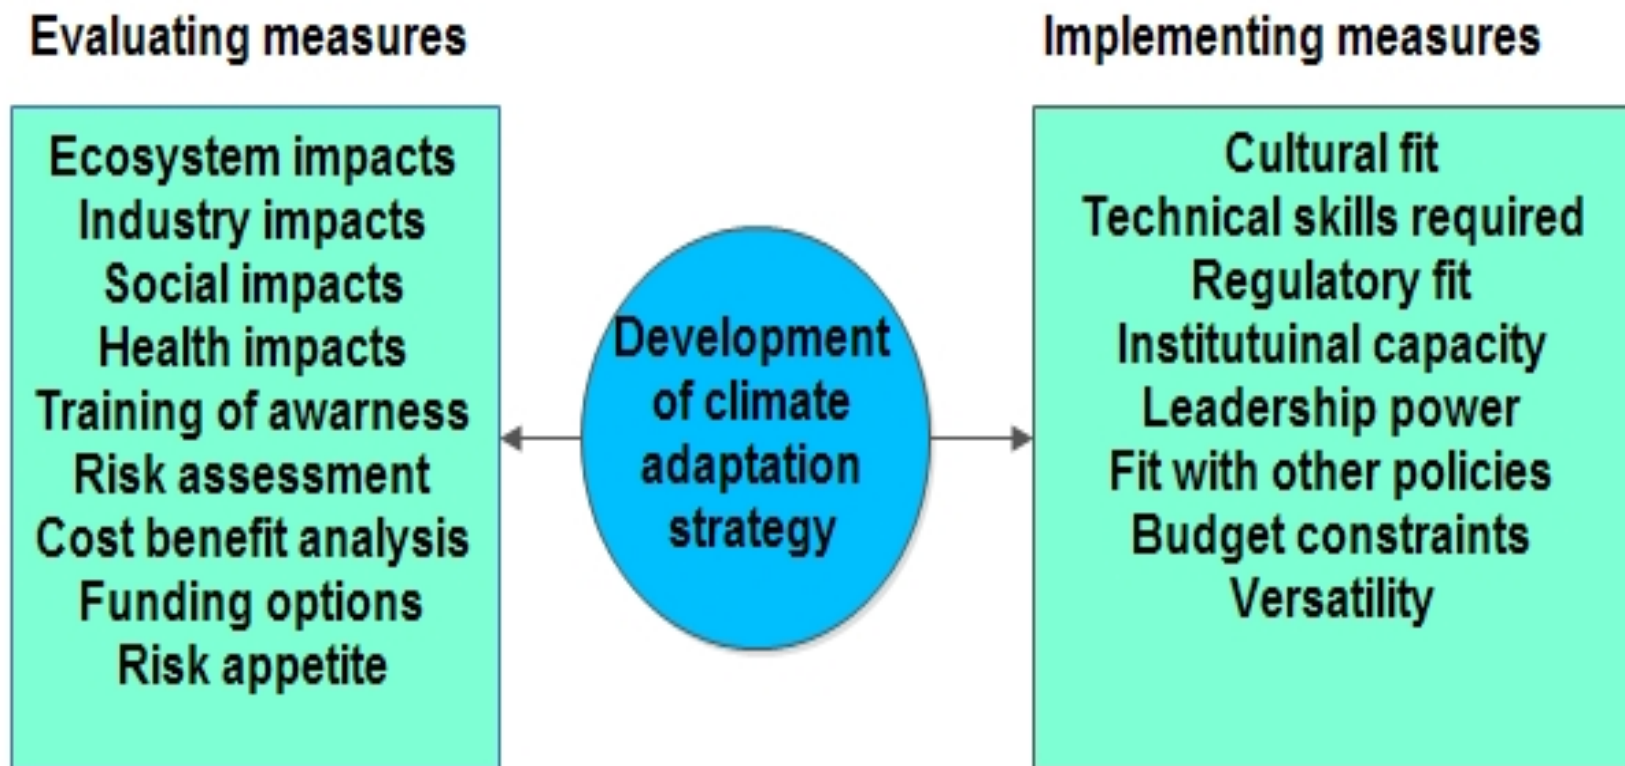 Evaluating measures
Ecosystem impacts
Industry impacts
Social impacts
Health impacts
Training of awarness
Risk assessment
Cost benefit analysis
Funding options
Risk appetite
Development
of climate
adaptation
strategy
Implementing measures
Cultural fit
Technical skills required
Regulatory fit
Institutuinal capacity
Leadership power
Fit with other policies
Budget constraints
Versatility